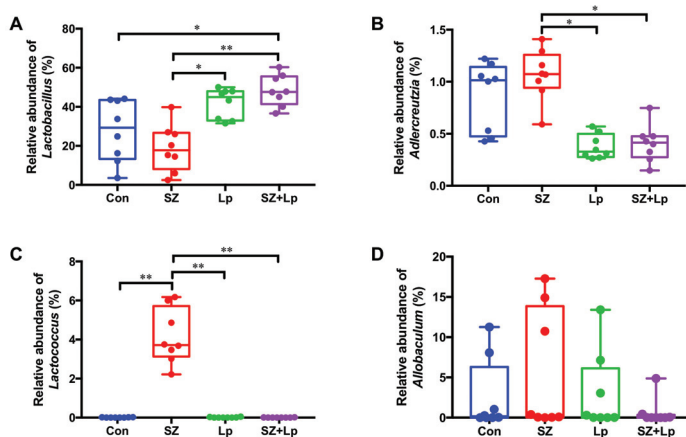 A
Relative abundance of
Lactobacillus (%)
80
60
40
20
0
*
**
*
Con SZ Lp SZ+Lp
B
Relative abundance of
Adlercreutzia (%)
1.5
1.0
0.5
0.0
*
*
Con SZ Lp SZ+Lp
C
Relative abundance of
Lactococcus (%)
8
6
4
2
0
**
**
**
Con SZ Lp SZ+Lp
D
Relative abundance of
Allobaculum (%)
20
15
10
5
0
Con SZ Lp SZ+Lp